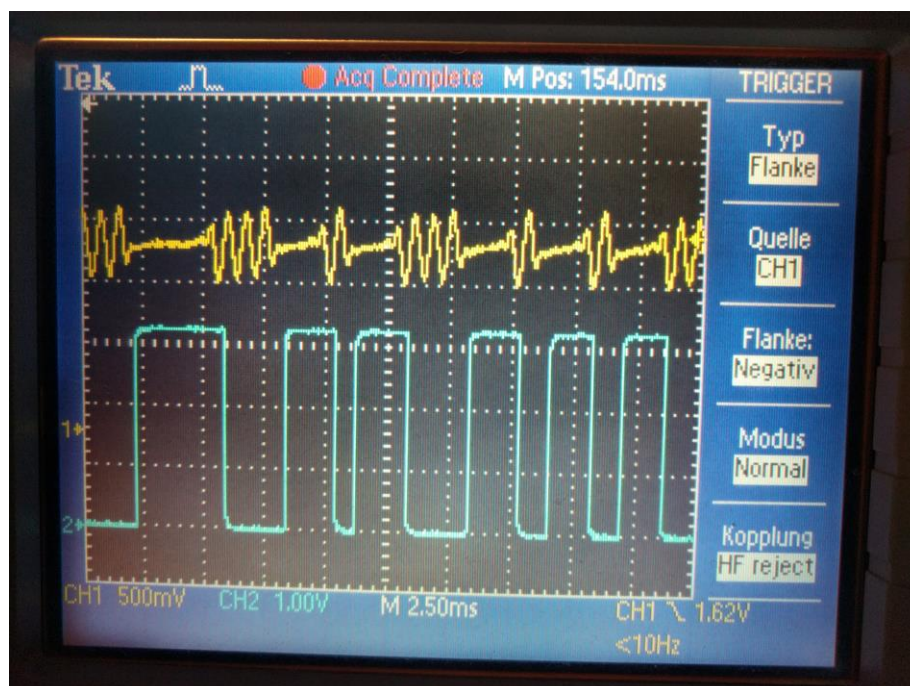 Tek Acq Complete M Pos: 154.0ms TRIGGER
Typ
Flanke
Quelle
CH1
Flanke:
Negativ
1
Modus
Normal
2
Kopplung
HF reject
CH1 500mV CH2 1.00V M 2.50ms CH1 1.62V
<10Hz